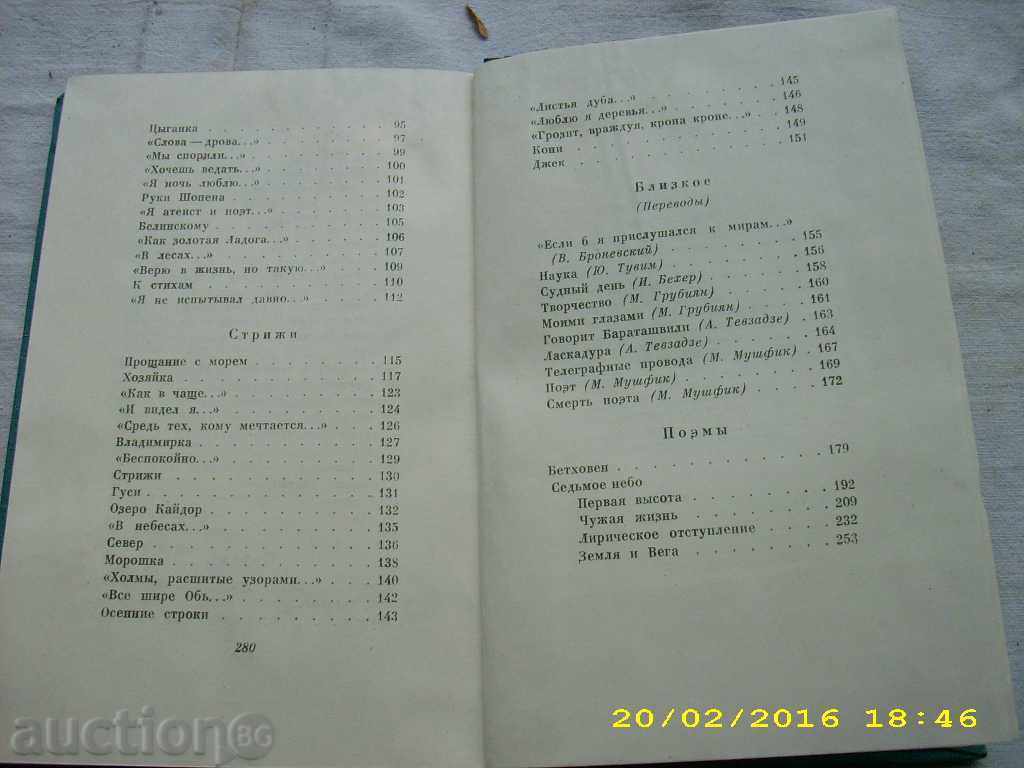 Цыганка . . . . . . . . . . . . . 95
«Слова — дрова...» . . . . . . . . . . 97
«Мы спорили...» . . . . . . . . . . 99
«Хочешь ведать...» . . . . . . . . . . 100
«Я ночь люблю...» . . . . . . . . . . 101
Руки Шопена . . . . . . . . . . . 102
«Я атеист и поэт...» . . . . . . . . . 103
Белинскому . . . . . . . . . . . . 105
«Как золотая Ладога...» . . . . . . . . 106
«В лесах...» . . . . . . . . . . . . 107
«Верю в жизнь, но такую...» . . . . . . 109
К стихам . . . . . . . . . . . . . 110
«Я не испытывал давно...» . . . . . . . 112
Стрижи
Прощание с морем . . . . . . . . . . 115
Хозяйка . . . . . . . . . . . . . 117
«Как в чаще...» . . . . . . . . . . . 123
«И видел я...» . . . . . . . . . . . 124
«Средь тех, кому мечтается...» . . . . . 126
Владимирка . . . . . . . . . . . . 127
«Беспокойно...» . . . . . . . . . . . 129
Стрижи . . . . . . . . . . . . . . 130
Гуси . . . . . . . . . . . . . . . 131
Озеро Кайдор . . . . . . . . . . . . 132
«В небесах...» . . . . . . . . . . . 135
Север . . . . . . . . . . . . . . 136
Морошка . . . . . . . . . . . . . 138
«Холмы, расшитые узорами...» . . . . . 140
«Все шире Обь...» . . . . . . . . . . 142
Осенние строки . . . . . . . . . . . 143
280
«Листья дуба...» . . . . . . . . . . 145
«Люблю я деревья...» . . . . . . . . . 146
«Грозит, враждуя, крона кроне...» . . . . 148
Кони . . . . . . . . . . . . . . . 149
Джек . . . . . . . . . . . . . . . 151
Близкое
(Переводы)
«Если б я прислушался к мирам...»
(В. Броневский) . . . . . . . . . . 155
Наука (Ю. Тувим) . . . . . . . . . . 156
Судный день (И. Бехер) . . . . . . . . 158
Творчество (М. Грубиян) . . . . . . . . 160
Моими глазами (М. Грубиян) . . . . . . 161
Говорит Бараташвили (А. Тевзадзе) . . . 163
Ласкадура (А. Тевзадзе) . . . . . . . . 164
Телеграфные провода (М. Мушфик) . . . 167
Поэт (М. Мушфик) . . . . . . . . . . 169
Смерть поэта (М. Мушфик) . . . . . . . 172
Поэмы
Бетховен . . . . . . . . . . . . . 179
Седьмое небо
Первая высота . . . . . . . . . . 192
Чужая жизнь . . . . . . . . . . . 209
Лирическое отступление . . . . . . . 232
Земля и Вега . . . . . . . . . . . 253
auction BG
20/02/2016 18:46